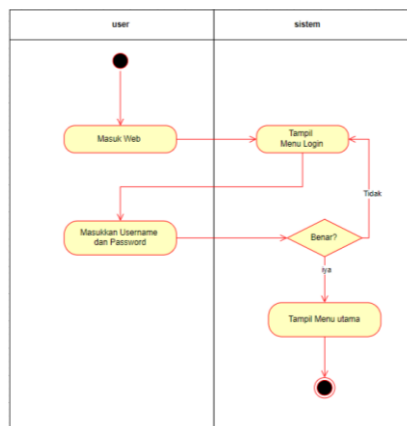 user
sistem
Masuk Web
Tampil
Menu Login
Tidak
Masukkan Username
dan Password
Benar?
iya
Tampil Menu utama